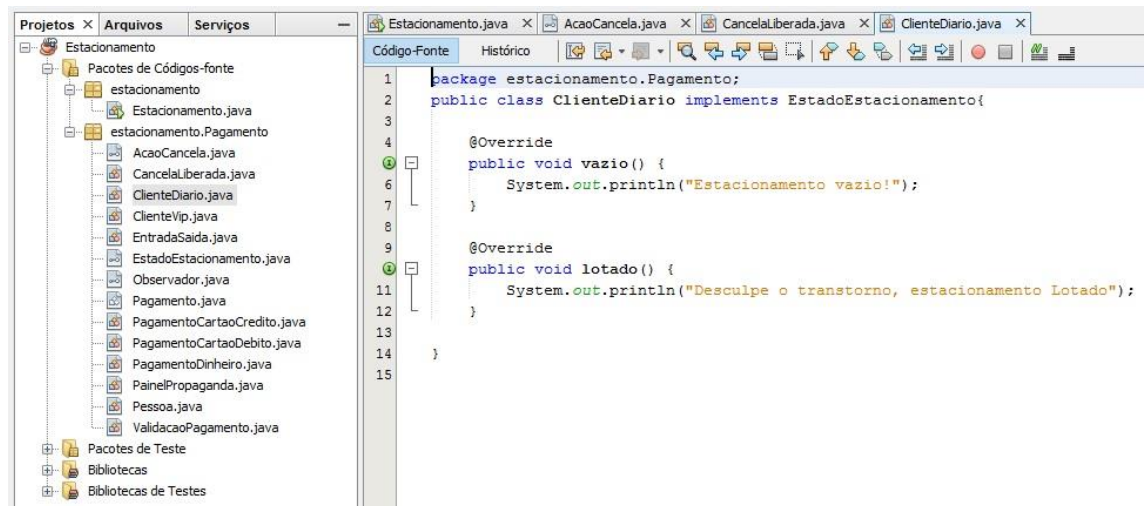 Projetos Arquivos Serviços
Estacionamento
Pacotes de Códigos-fonte
estacionamento
Estacionamento.java
estacionamento.Pagamento
AcaoCancela.java
CancelaLiberada.java
ClienteDiario.java
ClienteVip.java
EntradaSaida.java
EstadoEstacionamento.java
Observador.java
Pagamento.java
PagamentoCartaoCredito.java
PagamentoCartaoDebito.java
PagamentoDinheiro.java
PainelPropaganda.java
Pessoa.java
ValidacaoPagamento.java
Pacotes de Teste
Bibliotecas
Bibliotecas de Testes
Estacionamento.java AcaoCancela.java CancelaLiberada.java ClienteDiario.java
Código-Fonte Histórico
1 package estacionamento.Pagamento;
2 public class ClienteDiario implements EstadoEstacionamento{
3
4 @Override
public void vazio() {
6 System.out.println("Estacionamento vazio!");
7 }
8
9 @Override
public void lotado() {
11 System.out.println("Desculpe o transtorno, estacionamento Lotado");
12 }
13
14 }
15